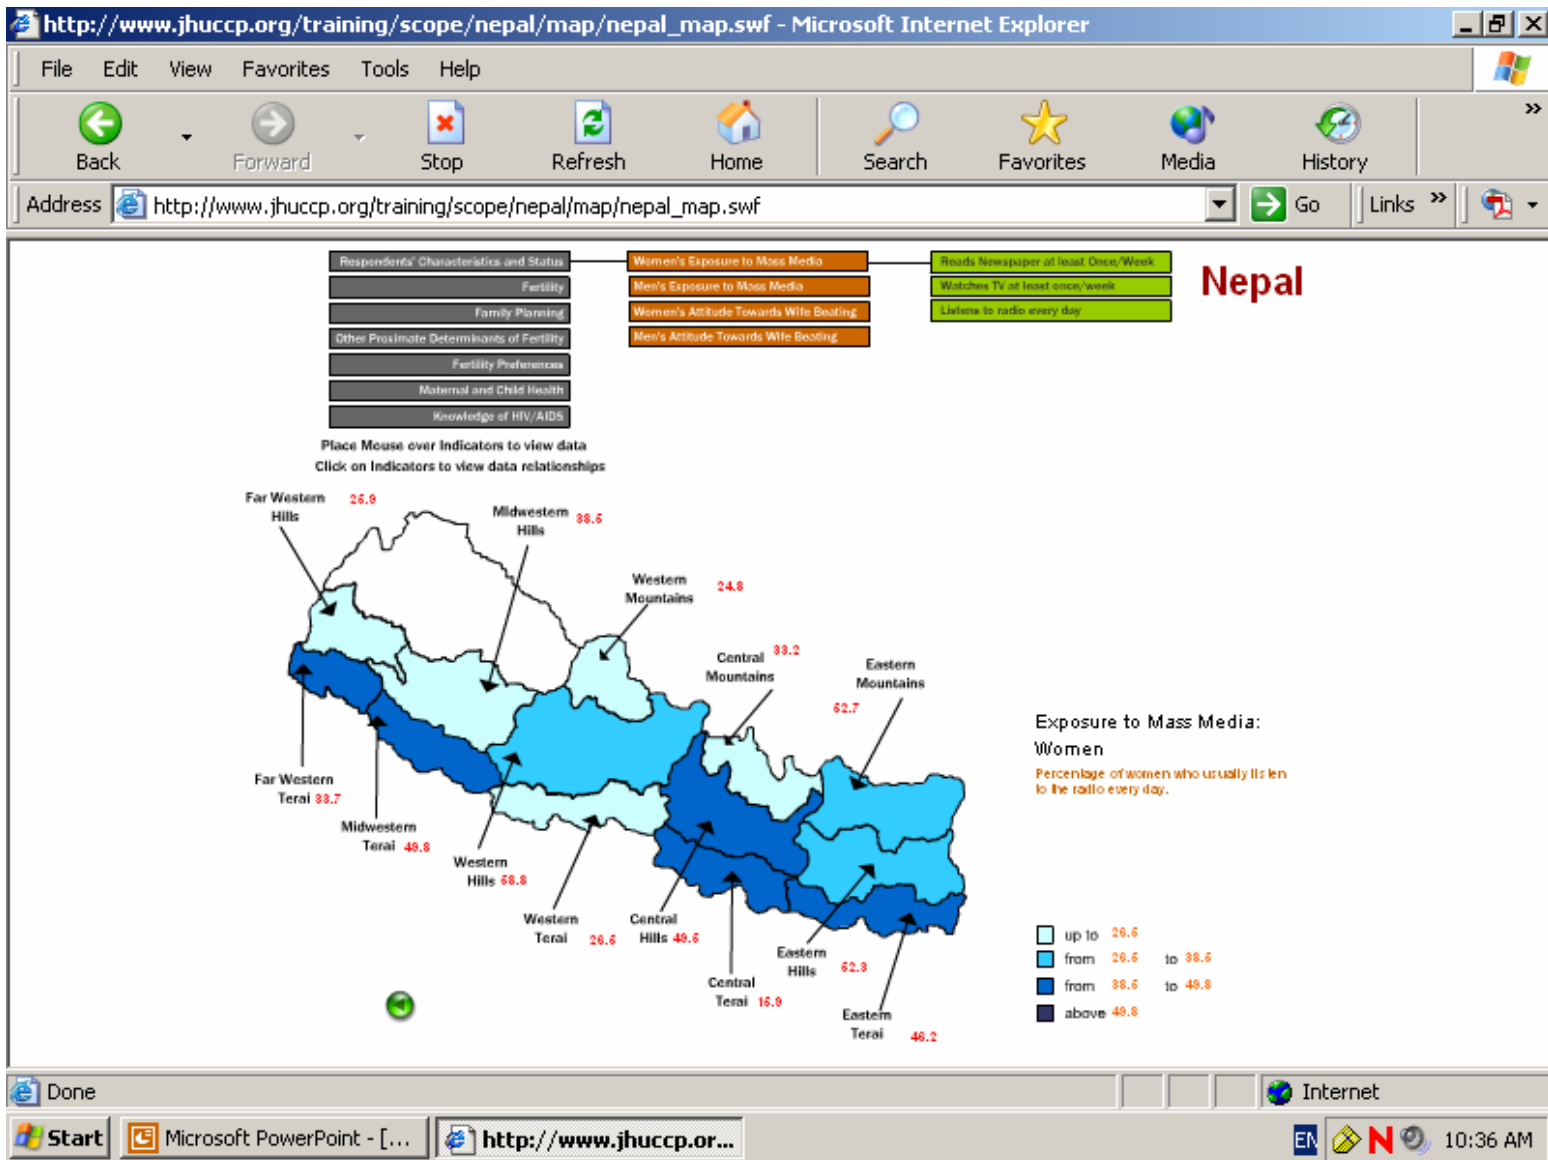 http://www.jhuccp.org/training/scope/nepal/map/nepal_map.swf - Microsoft Internet Explorer
File Edit View Favorites Tools Help
Back Forward Stop Refresh Home Search Favorites Media History
Address http://www.jhuccp.org/training/scope/nepal/map/nepal_map.swf Go Links
Respondents' Characteristics and Status
Fertility
Family Planning
Other Proximate Determinants of Fertility
Fertility Preferences
Maternal and Child Health
Knowledge of HIV/AIDS
Women's Exposure to Mass Media
Men's Exposure to Mass Media
Women's Attitude Towards Wife Beating
Men's Attitude Towards Wife Beating
Reads Newspaper at least Once/Week
Watches TV at least once/week
Listens to radio every day
Nepal
Place Mouse over Indicators to view data
Click on Indicators to view data relationships
Far Western
Hills
25.9
Midwestern
Hills
38.5
Western
Mountains
24.8
Central
Mountains
33.2
Eastern
Mountains
52.7
Far Western
Terai 33.7
Midwestern
Terai 49.8
Western
Hills 58.8
Western
Terai 26.5
Central
Hills 49.5
Central
Terai 15.9
Eastern
Hills 52.3
Eastern
Terai 46.2
Exposure to Mass Media:
Women
Percentage of women who usually listen
to the radio every day.
up to 26.5
from 26.5 to 38.5
from 38.5 to 49.8
above 49.8
Done
Internet
Start
Microsoft PowerPoint - [...
http://www.jhuccp.or...
EN
N
10:36 AM